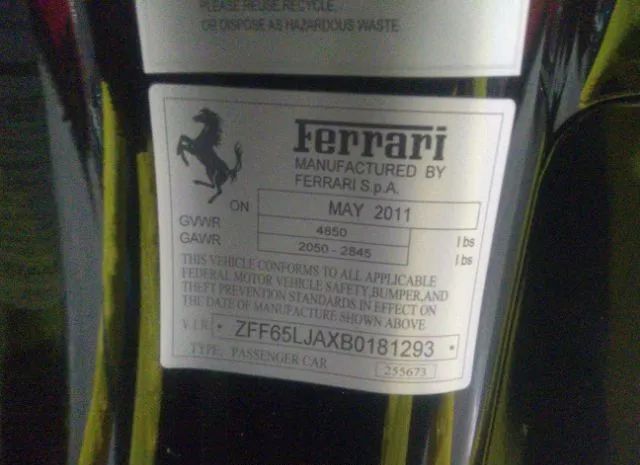 PLEASE REUSE, RECYCLE,
OR DISPOSE AS HAZARDOUS WASTE
Ferrari
MANUFACTURED BY
FERRARI S.p.A.
ON MAY 2011
GVWR 4850 lbs
GAWR 2050 - 2845 lbs
THIS VEHICLE CONFORMS TO ALL APPLICABLE
FEDERAL MOTOR VEHICLE SAFETY, BUMPER, AND
THEFT PREVENTION STANDARDS IN EFFECT ON
THE DATE OF MANUFACTURE SHOWN ABOVE
V.I.N. * ZFF65LJAXB0181293 *
TYPE: PASSENGER CAR 255673